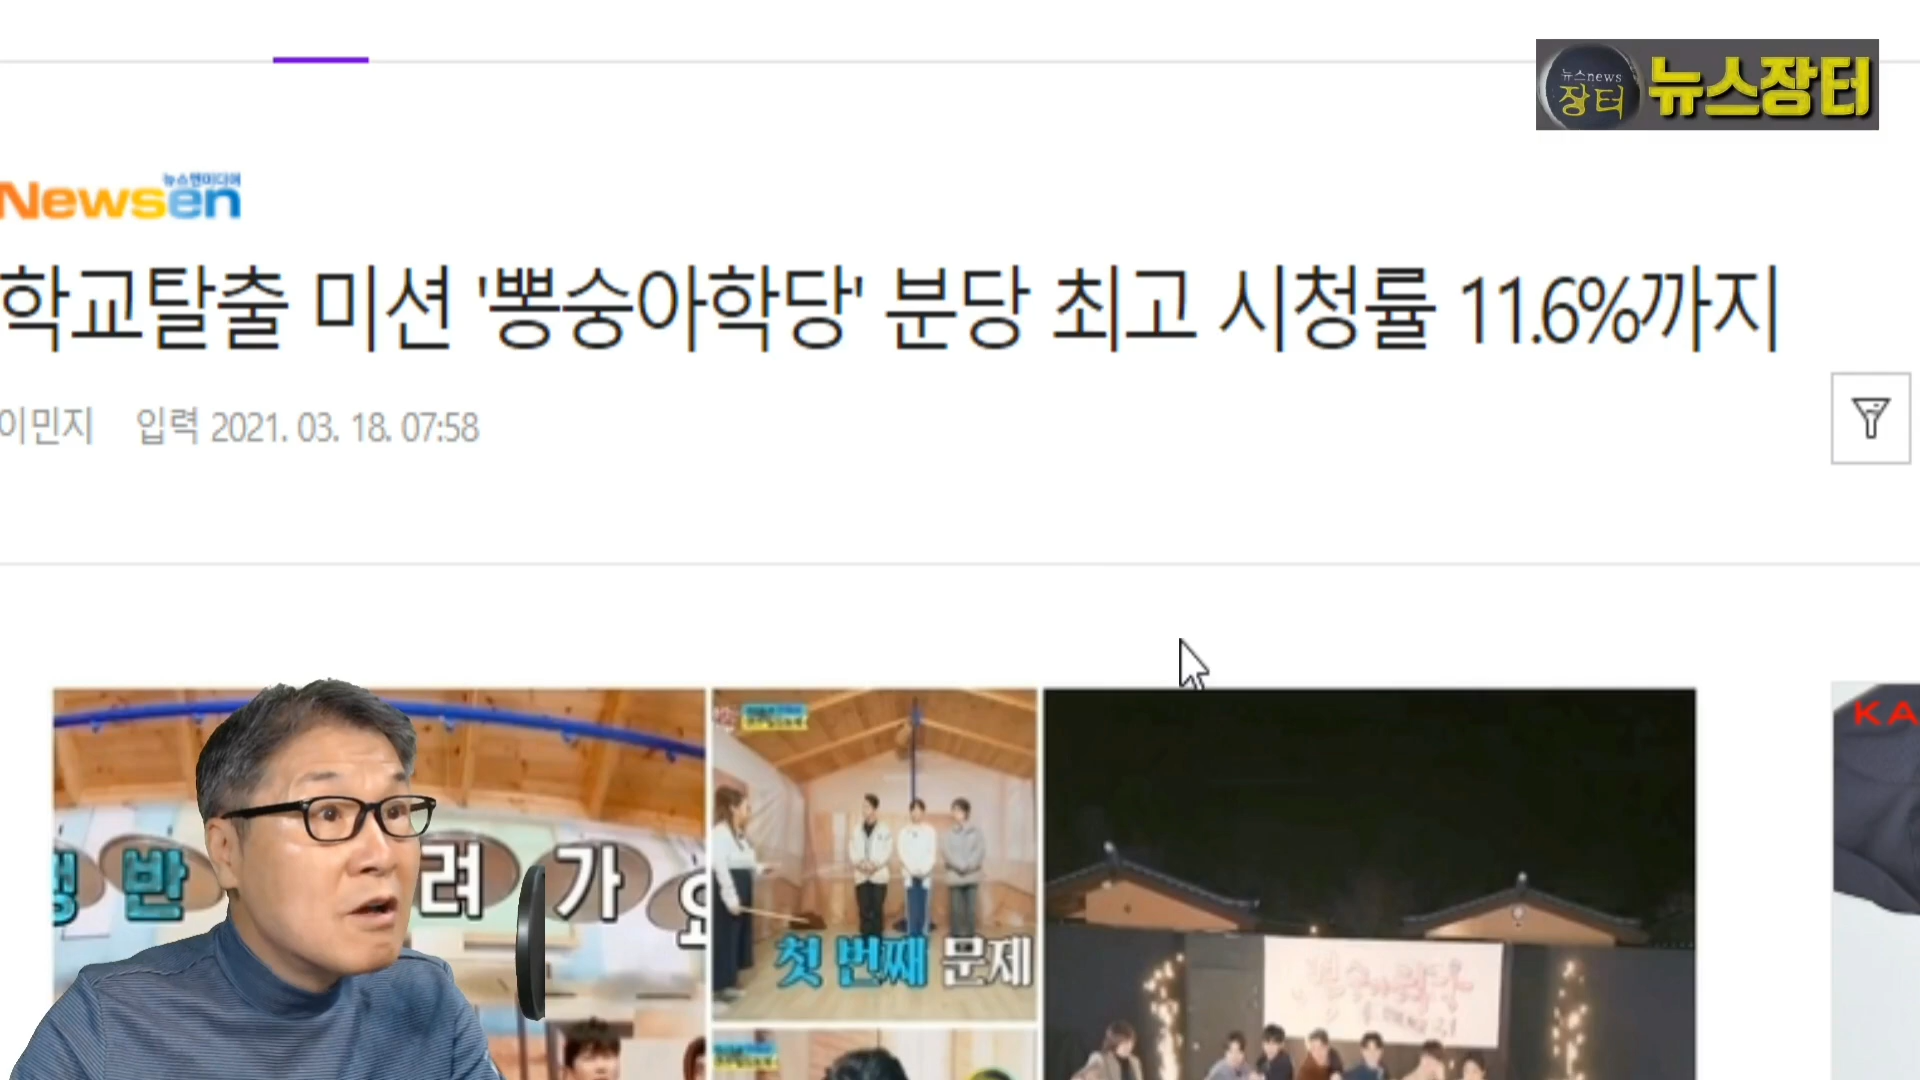 뉴스news
장터
뉴스장터
뉴스엔미디어
Newsen
학교탈출 미션 '뽕숭아학당' 분당 최고 시청률 11.6%까지
이민지 입력 2021. 03. 18. 07:58
KA
반 려 가
첫 번째 문제